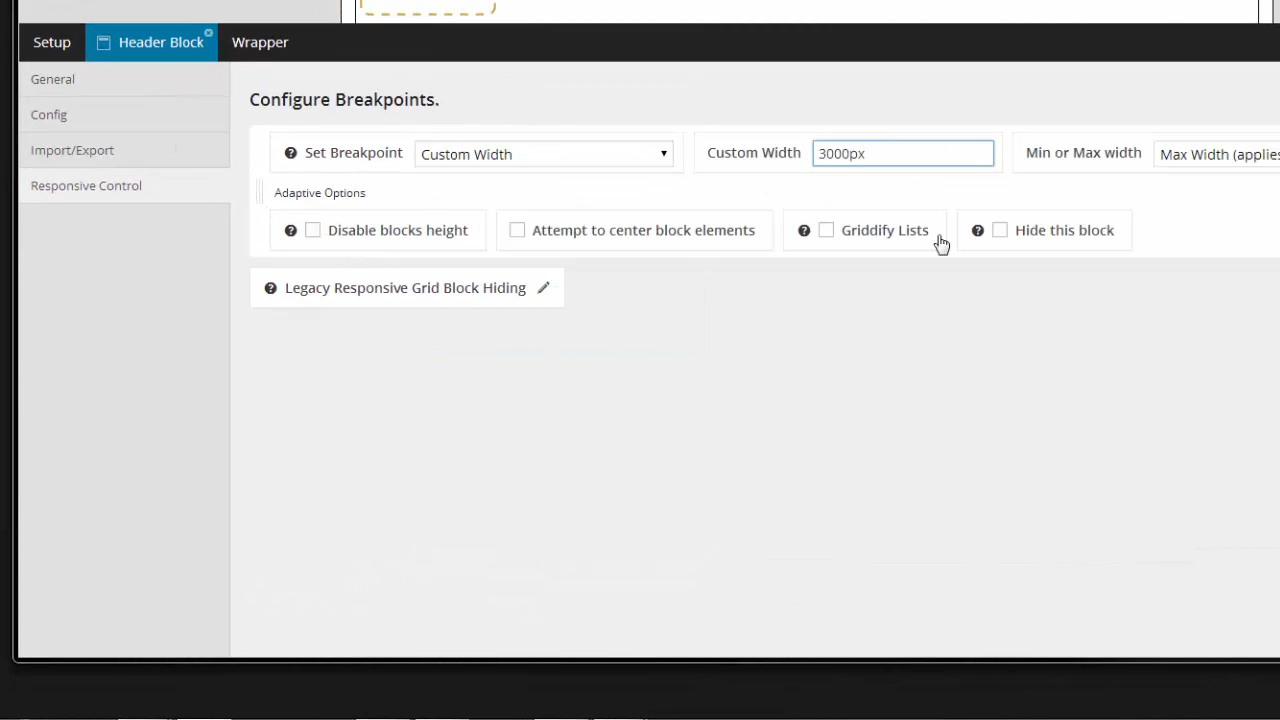 Setup Header Block Wrapper
General
Config
Import/Export
Responsive Control
Configure Breakpoints.
Set Breakpoint Custom Width Custom Width 3000px Min or Max width Max Width (applies
Adaptive Options
Disable blocks height Attempt to center block elements Griddify Lists Hide this block
Legacy Responsive Grid Block Hiding